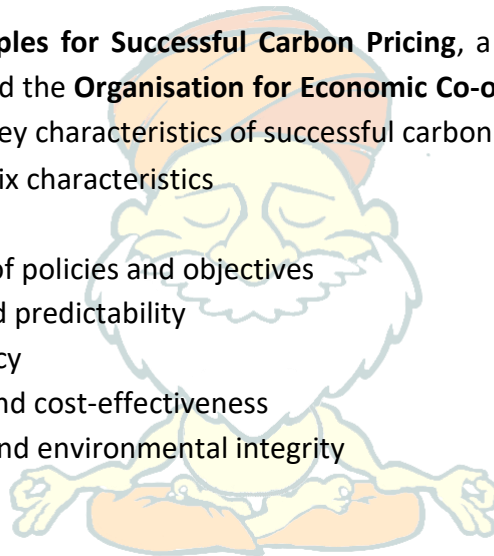 ples for Successful Carbon Pricing, a
d the Organisation for Economic Co-o
ey characteristics of successful carbon
ix characteristics
of policies and objectives
d predictability
cy
nd cost-effectiveness
nd environmental integrity